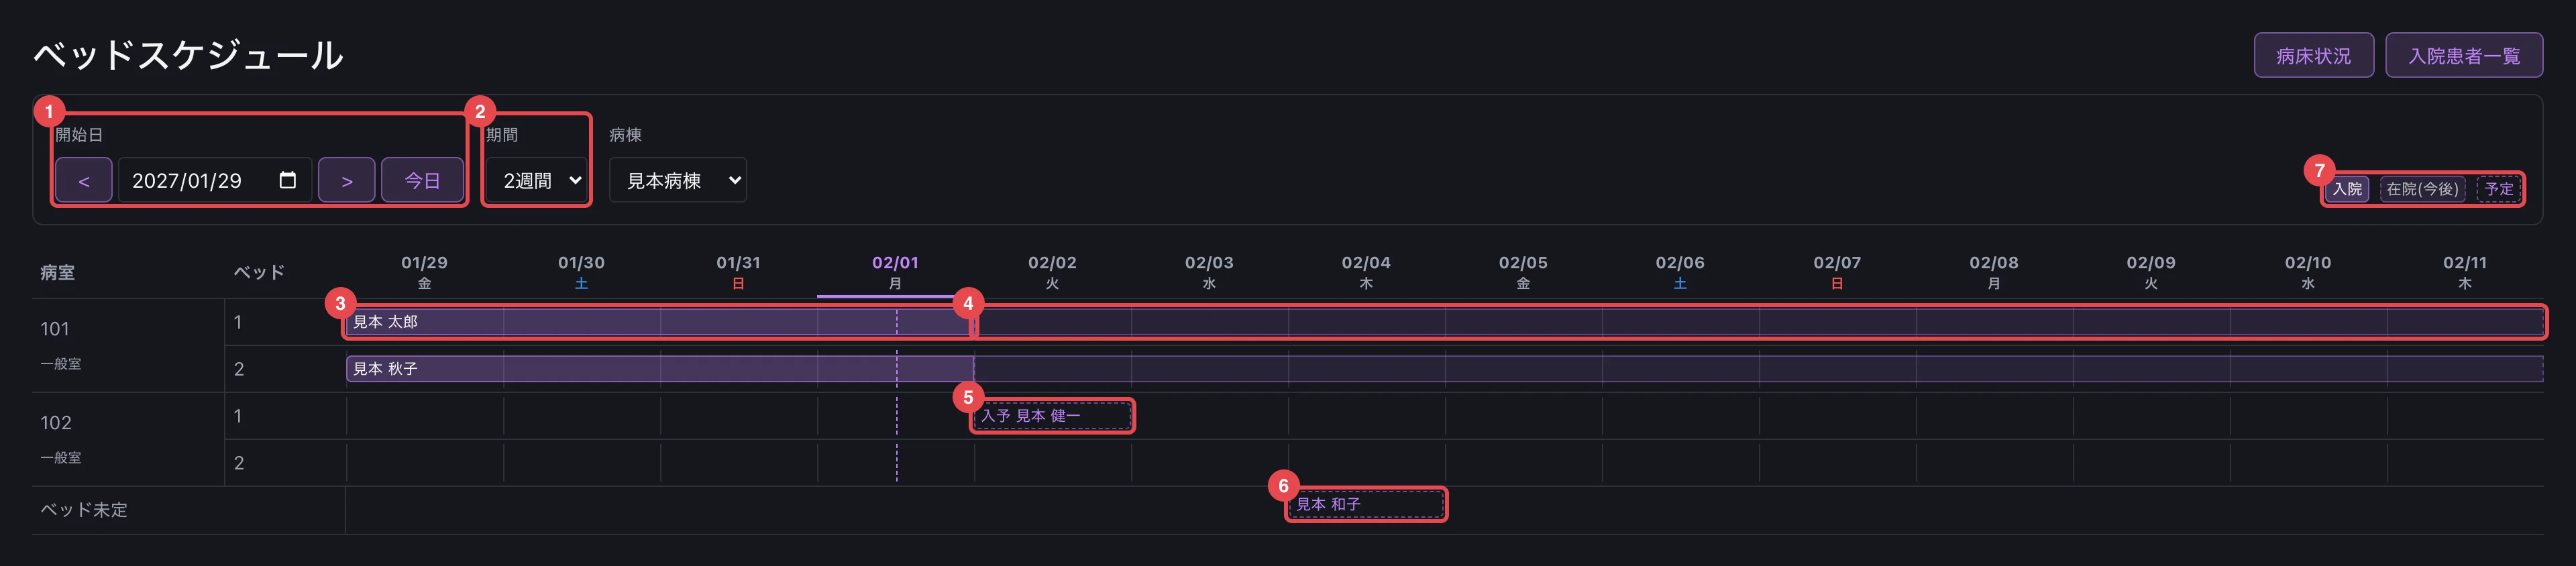 ベッドスケジュール
病床状況 入院患者一覧
1 2
開始日 期間 病棟
< 2027/01/29 > 今日 2週間 見本病棟
7
入院 在院(今後) 予定
病室 ベッド 01/29 01/30 01/31 02/01 02/02 02/03 02/04 02/05 02/06 02/07 02/08 02/09 02/10 02/11
金 土 日 月 火 水 木 金 土 日 月 火 水 木
3 4
101 1 見本 太郎
一般室 2 見本 秋子
5
102 1 入予 見本 健一
一般室 2
6
ベッド未定 見本 和子